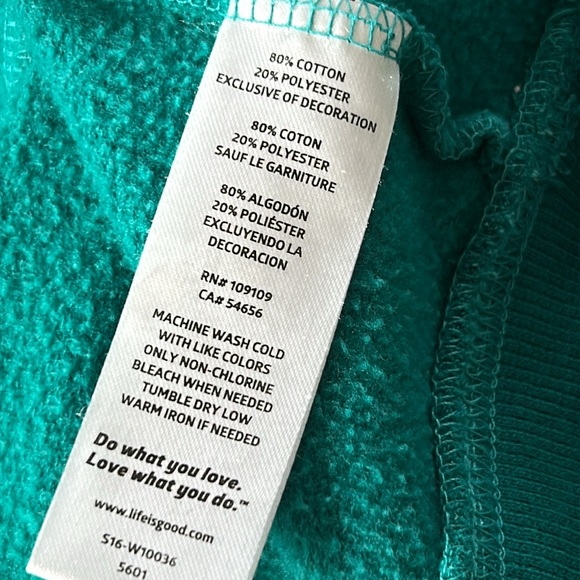 80% COTTON
20% POLYESTER
EXCLUSIVE OF DECORATION
80% COTON
20% POLYESTER
SAUF LE GARNITURE
80% ALGODÓN
20% POLIÉSTER
EXCLUYENDO LA
DECORACION
RN# 109109
CA# 54656
MACHINE WASH COLD
WITH LIKE COLORS
ONLY NON-CHLORINE
BLEACH WHEN NEEDED
TUMBLE DRY LOW
WARM IRON IF NEEDED
Do what you love.
Love what you do.™
www.lifeisgood.com
S16-W10036
5601